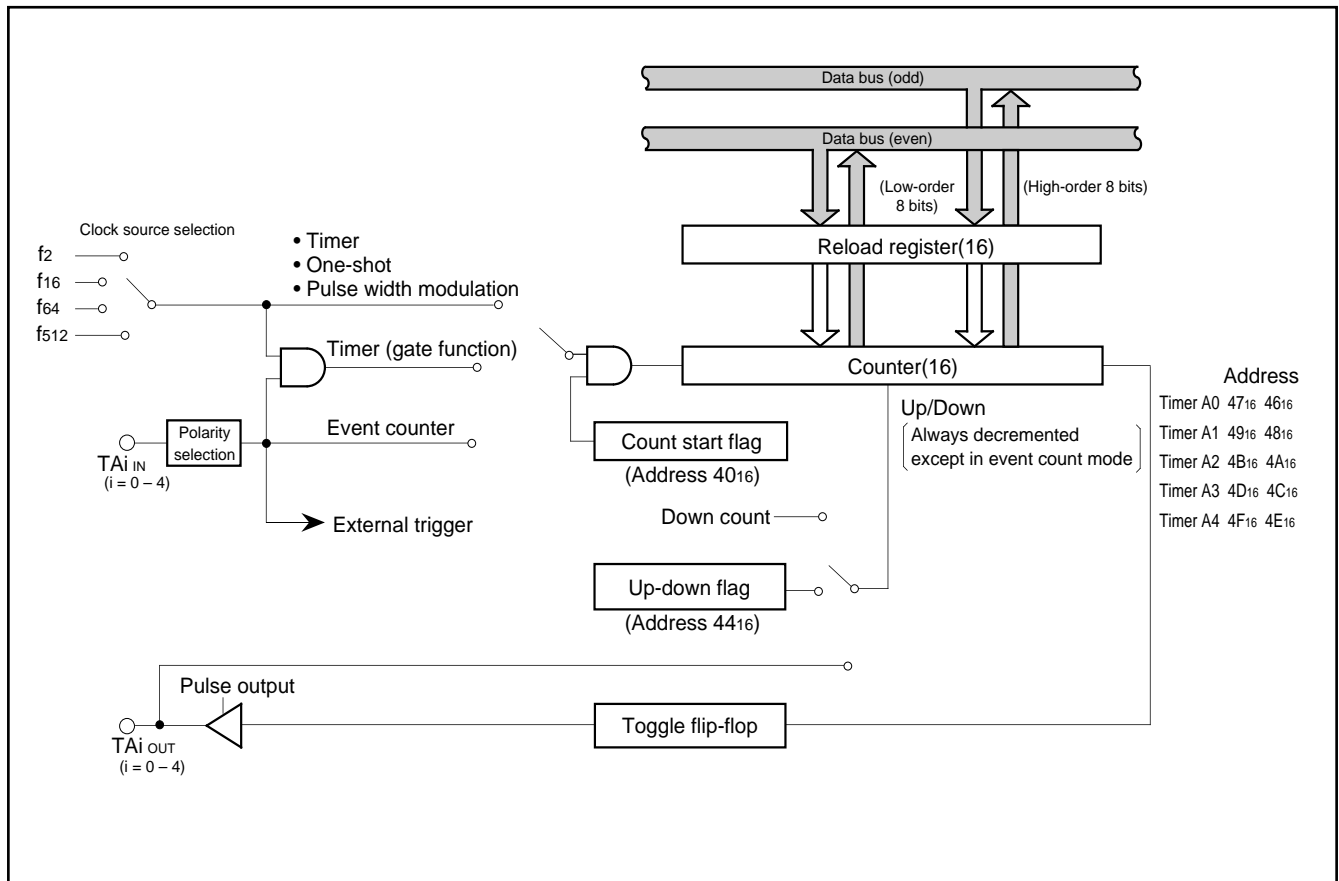 Data bus (odd)
Data bus (even)
(Low-order
8 bits)
(High-order 8 bits)
Clock source selection
f2
f16
f64
f512
• Timer
• One-shot
• Pulse width modulation
Reload register(16)
Timer (gate function)
Counter(16)
Address
Timer A0 4716 4616
Timer A1 4916 4816
Timer A2 4B16 4A16
Timer A3 4D16 4C16
Timer A4 4F16 4E16
Up/Down
Always decremented
except in event count mode
Polarity
selection
Event counter
Count start flag
(Address 4016)
TAi IN
(i = 0 – 4)
External trigger
Down count
Up-down flag
(Address 4416)
Pulse output
Toggle flip-flop
TAi OUT
(i = 0 – 4)